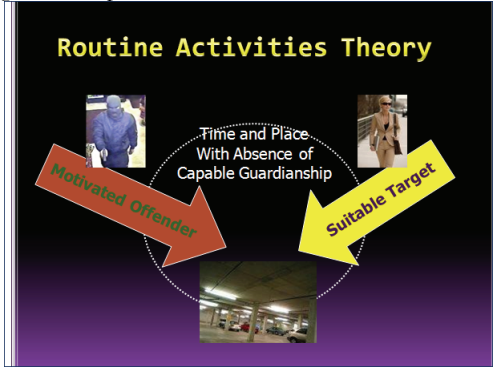 Routine Activities Theory
Time and Place
With Absence of
Capable Guardianship
Motivated Offender
Suitable Target